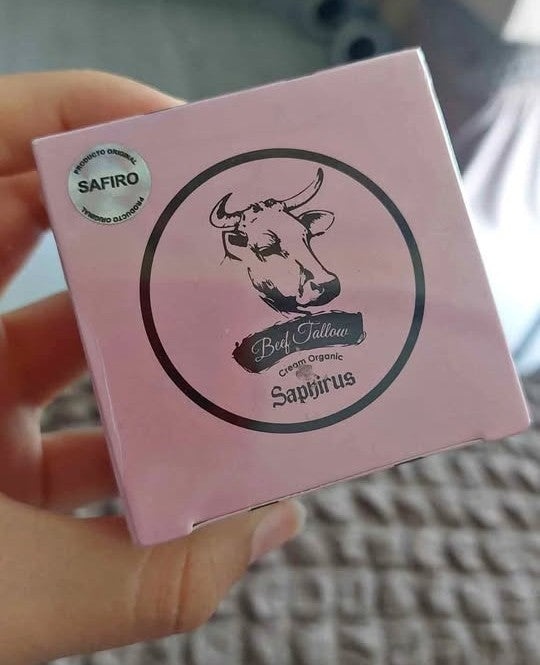 PRODUCTO ORIGINAL
SAFIRO
PRODUCTO ORIGINAL
Beef Tallow
Cream Organic
Saphirus